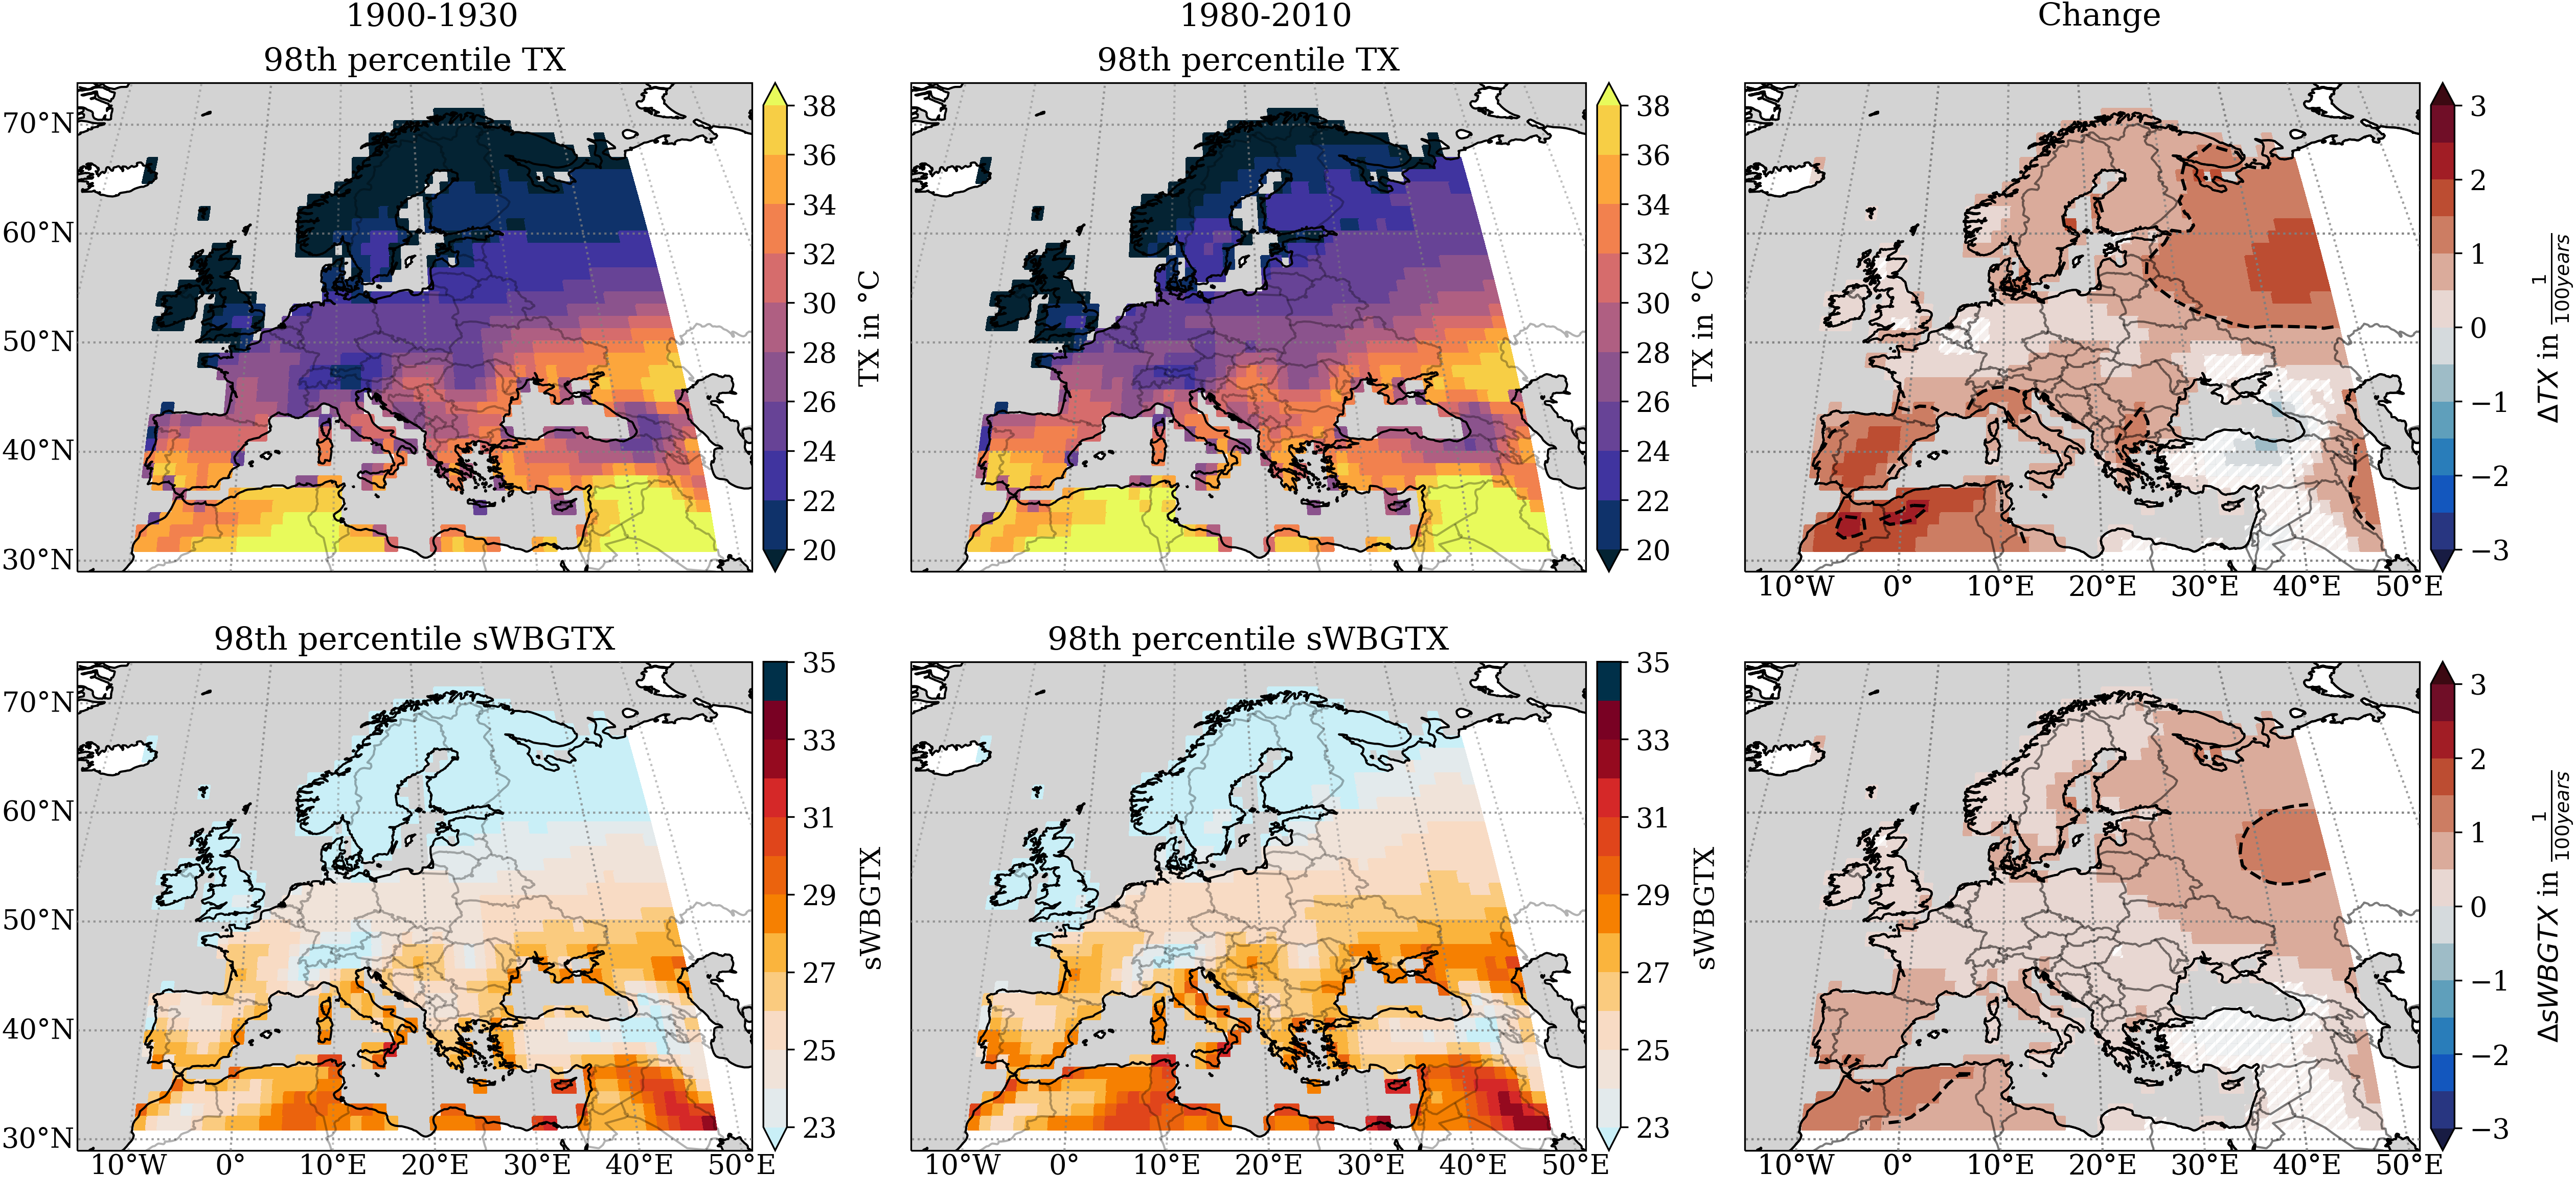 1900-1930
1980-2010
Change
98th percentile TX
98th percentile TX
70°N
60°N
50°N
40°N
30°N
38
36
34
32
30
28
26
24
22
20
TX in °C
38
36
34
32
30
28
26
24
22
20
TX in °C
10°W 0° 10°E 20°E 30°E 40°E 50°E
3
2
1
0
−1
−2
−3
ΔTX in 1/100years
98th percentile sWBGTX
98th percentile sWBGTX
70°N
60°N
50°N
40°N
30°N
10°W 0° 10°E 20°E 30°E 40°E 50°E
35
33
31
29
27
25
23
sWBGTX
10°W 0° 10°E 20°E 30°E 40°E 50°E
35
33
31
29
27
25
23
sWBGTX
10°W 0° 10°E 20°E 30°E 40°E 50°E
3
2
1
0
−1
−2
−3
ΔsWBGTX in 1/100years